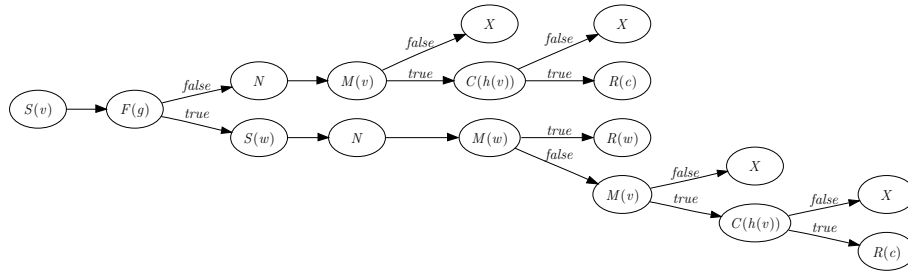 X
X
false
false
N
M(v)
true
C(h(v))
true
R(c)
false
S(v)
F(g)
true
S(w)
N
M(w)
true
R(w)
false
X
false
M(v)
X
true
false
C(h(v))
true
R(c)